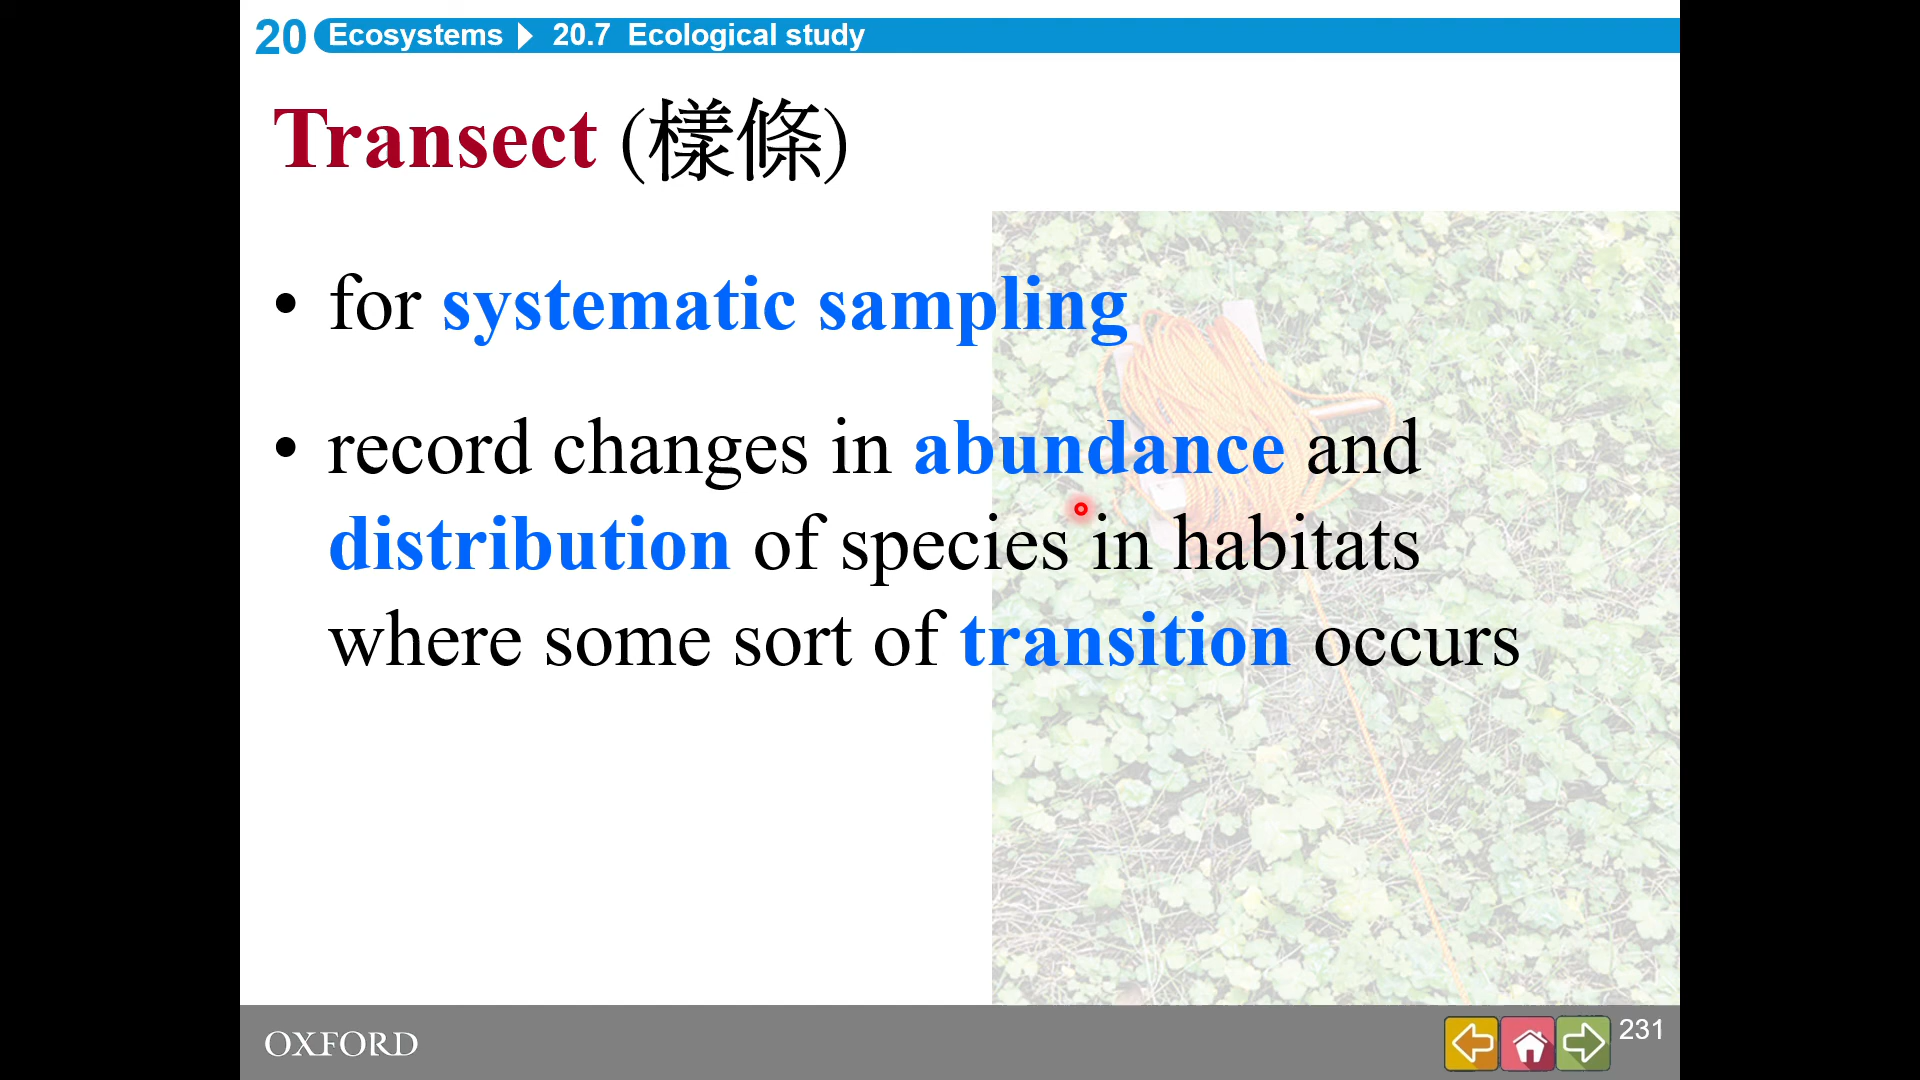 20 Ecosystems 20.7 Ecological study
Transect (樣條)
• for systematic sampling
• record changes in abundance and
distribution of species in habitats
where some sort of transition occurs
OXFORD
231